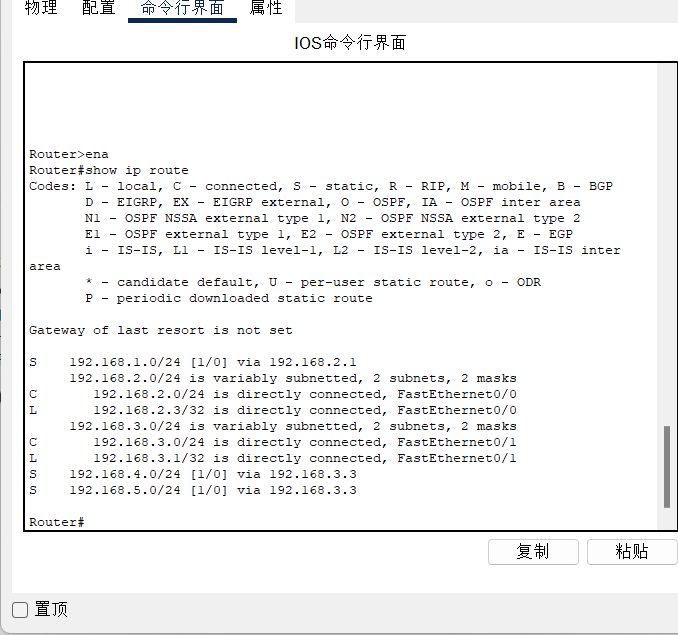 物理 配置 命令行界面 属性
IOS命令行界面
Router>ena
Router#show ip route
Codes: L - local, C - connected, S - static, R - RIP, M - mobile, B - BGP
D - EIGRP, EX - EIGRP external, O - OSPF, IA - OSPF inter area
N1 - OSPF NSSA external type 1, N2 - OSPF NSSA external type 2
E1 - OSPF external type 1, E2 - OSPF external type 2, E - EGP
i - IS-IS, L1 - IS-IS level-1, L2 - IS-IS level-2, ia - IS-IS inter
area
* - candidate default, U - per-user static route, o - ODR
P - periodic downloaded static route
Gateway of last resort is not set
S 192.168.1.0/24 [1/0] via 192.168.2.1
192.168.2.0/24 is variably subnetted, 2 subnets, 2 masks
C 192.168.2.0/24 is directly connected, FastEthernet0/0
L 192.168.2.3/32 is directly connected, FastEthernet0/0
192.168.3.0/24 is variably subnetted, 2 subnets, 2 masks
C 192.168.3.0/24 is directly connected, FastEthernet0/1
L 192.168.3.1/32 is directly connected, FastEthernet0/1
S 192.168.4.0/24 [1/0] via 192.168.3.3
S 192.168.5.0/24 [1/0] via 192.168.3.3
Router#
复制 粘贴
置顶